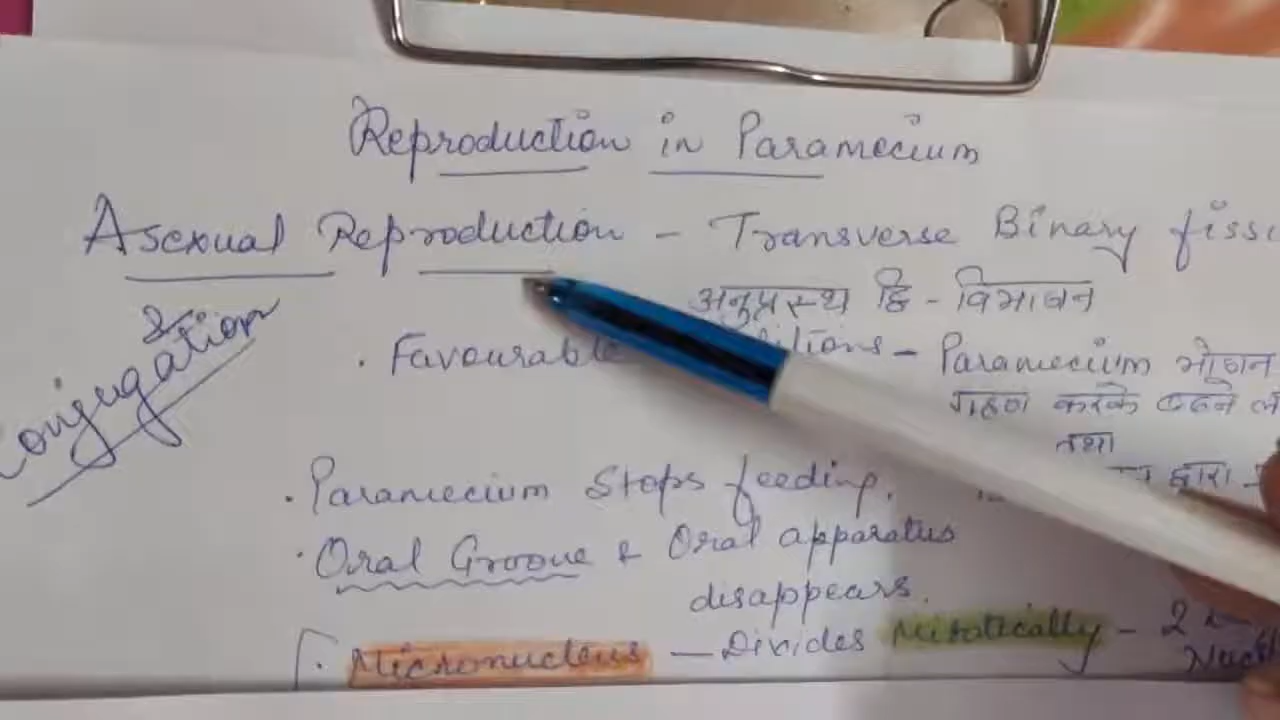 Reproduction in Paramecium
Asexual Reproduction - Transverse Binary
अनुप्रस्थ द्वि - विभाजन
&
Conjugation
. Favourable - Paramecium भोजन
ग्रहण करके बढने
तथा
द्वारा -
. Paramecium Stops feeding.
. Oral Groove & Oral apparatus
disappears.
. Micronucleus - Divides Mitotically - 2